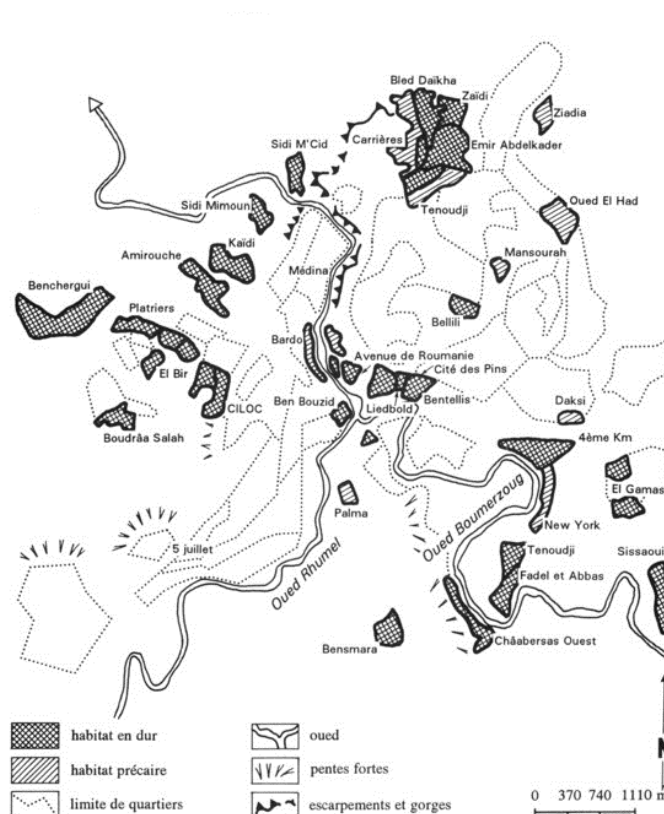 Bled Daïkha
Zaïdi
Ziadia
Carrières
Emir Abdelkader
Sidi M'Cid
Tenoudji
Oued El Had
Sidi Mimoun
Kaïdi
Amirouche
Médina
Mansourah
Benchergui
Platriers
Bellili
Bardo
Avenue de Roumanie
Cité des Pins
El Bir
CILOC
Ben Bouzid
Liedbold
Bentellis
Daksi
Boudrâa Salah
4ème Km
El Gamas
Palma
New York
Oued Boumerzoug
5 juillet
Oued Rhumel
Tenoudji
Sissaoui
Fadel et Abbas
Bensmara
Châabersas Ouest
N
habitat en dur
oued
habitat précaire
pentes fortes
limite de quartiers
escarpements et gorges
0 370 740 1110 m